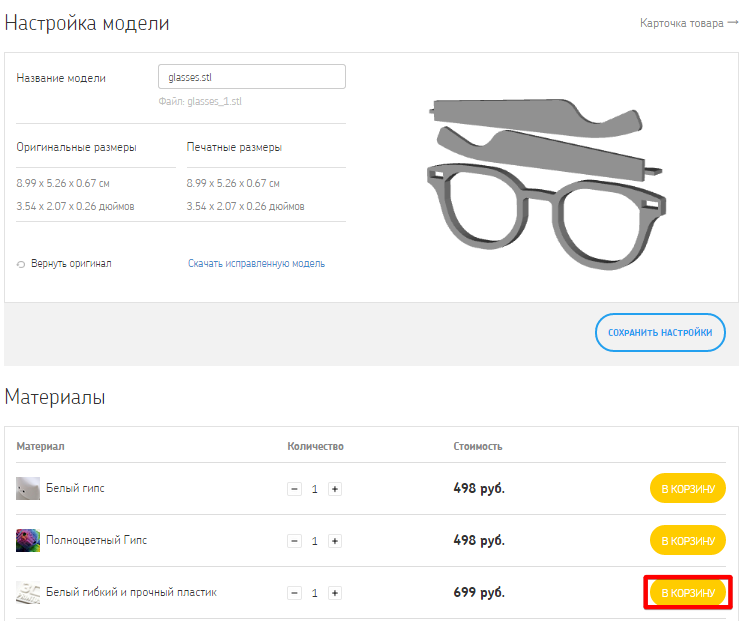 Настройка модели
Карточка товара →
Название модели
glasses.stl
Файл: glasses_1.stl
Оригинальные размеры
Печатные размеры
8.99 x 5.26 x 0.67 см
8.99 x 5.26 x 0.67 см
3.54 x 2.07 x 0.26 дюймов
3.54 x 2.07 x 0.26 дюймов
Вернуть оригинал
Скачать исправленную модель
СОХРАНИТЬ НАСТРОЙКИ
Материалы
Материал Количество Стоимость
Белый гипс − 1 + 498 руб. В КОРЗИНУ
Полноцветный Гипс − 1 + 498 руб. В КОРЗИНУ
Белый гибкий и прочный пластик − 1 + 699 руб. В КОРЗИНУ